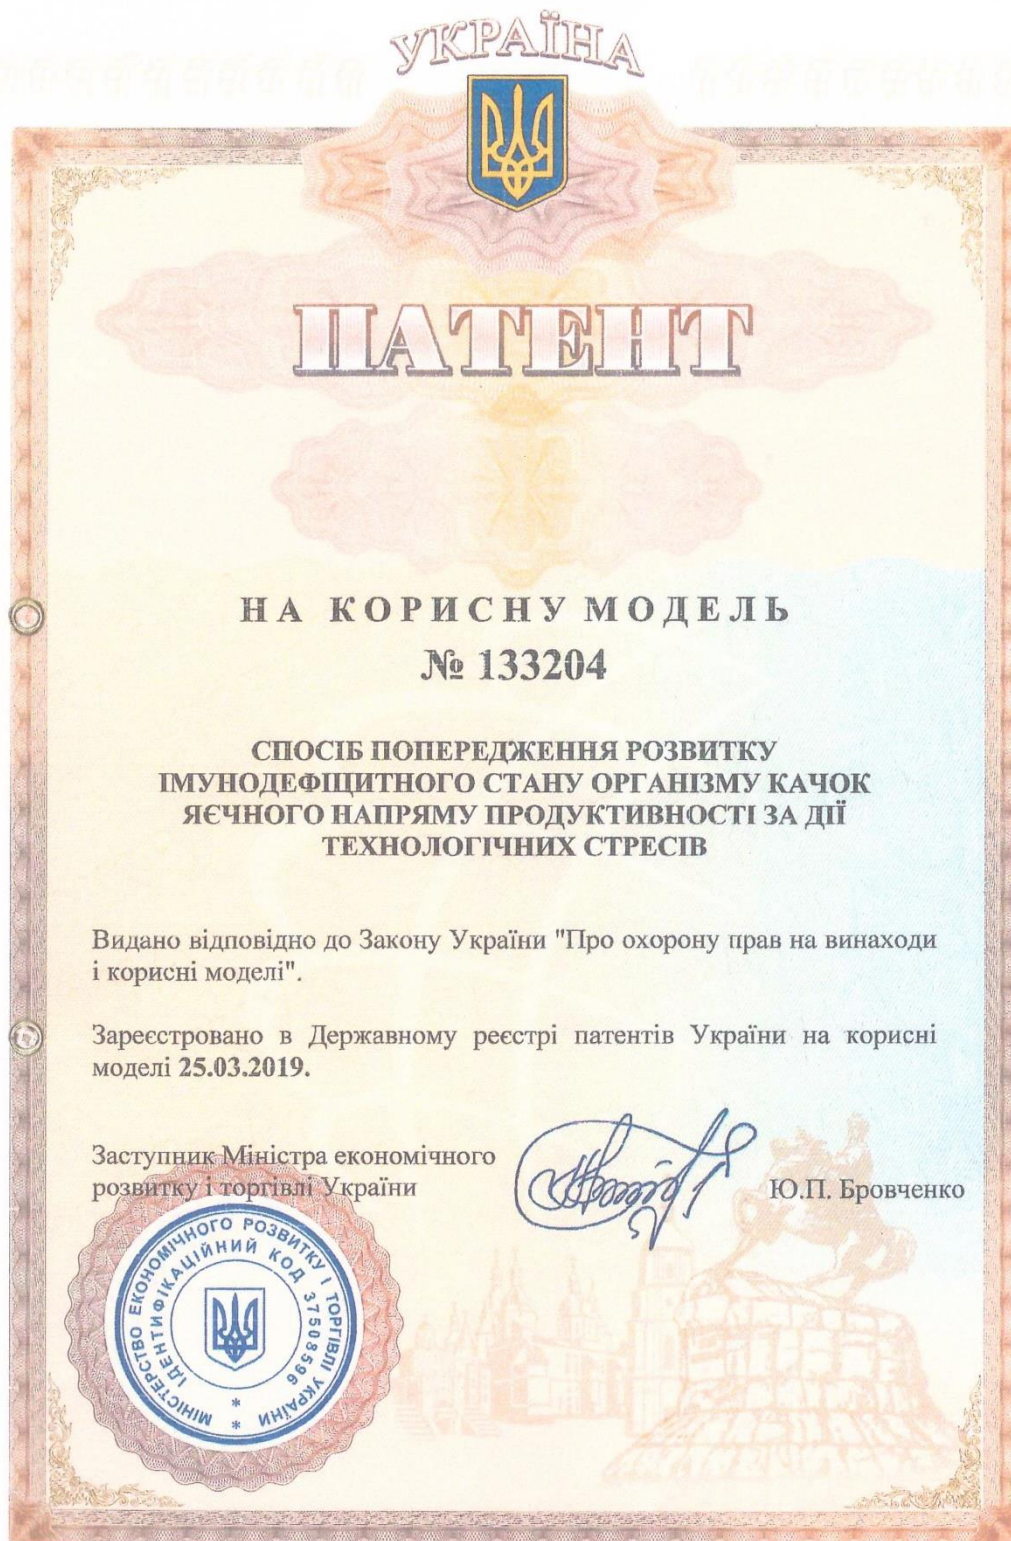 УКРАЇНА
ПАТЕНТ
НА КОРИСНУ МОДЕЛЬ
№ 133204
СПОСІБ ПОПЕРЕДЖЕННЯ РОЗВИТКУ
ІМУНОДЕФІЦИТНОГО СТАНУ ОРГАНІЗМУ КАЧОК
ЯЄЧНОГО НАПРЯМУ ПРОДУКТИВНОСТІ ЗА ДІЇ
ТЕХНОЛОГІЧНИХ СТРЕСІВ
Видано відповідно до Закону України "Про охорону прав на винаходи
і корисні моделі".
Зареєстровано в Державному реєстрі патентів України на корисні
моделі 25.03.2019.
Заступник Міністра економічного
розвитку і торгівлі України
Ю.П. Бровченко
МІНІСТЕРСТВО ЕКОНОМІЧНОГО РОЗВИТКУ І ТОРГІВЛІ УКРАЇНИ
ІДЕНТИФІКАЦІЙНИЙ КОД 37508596